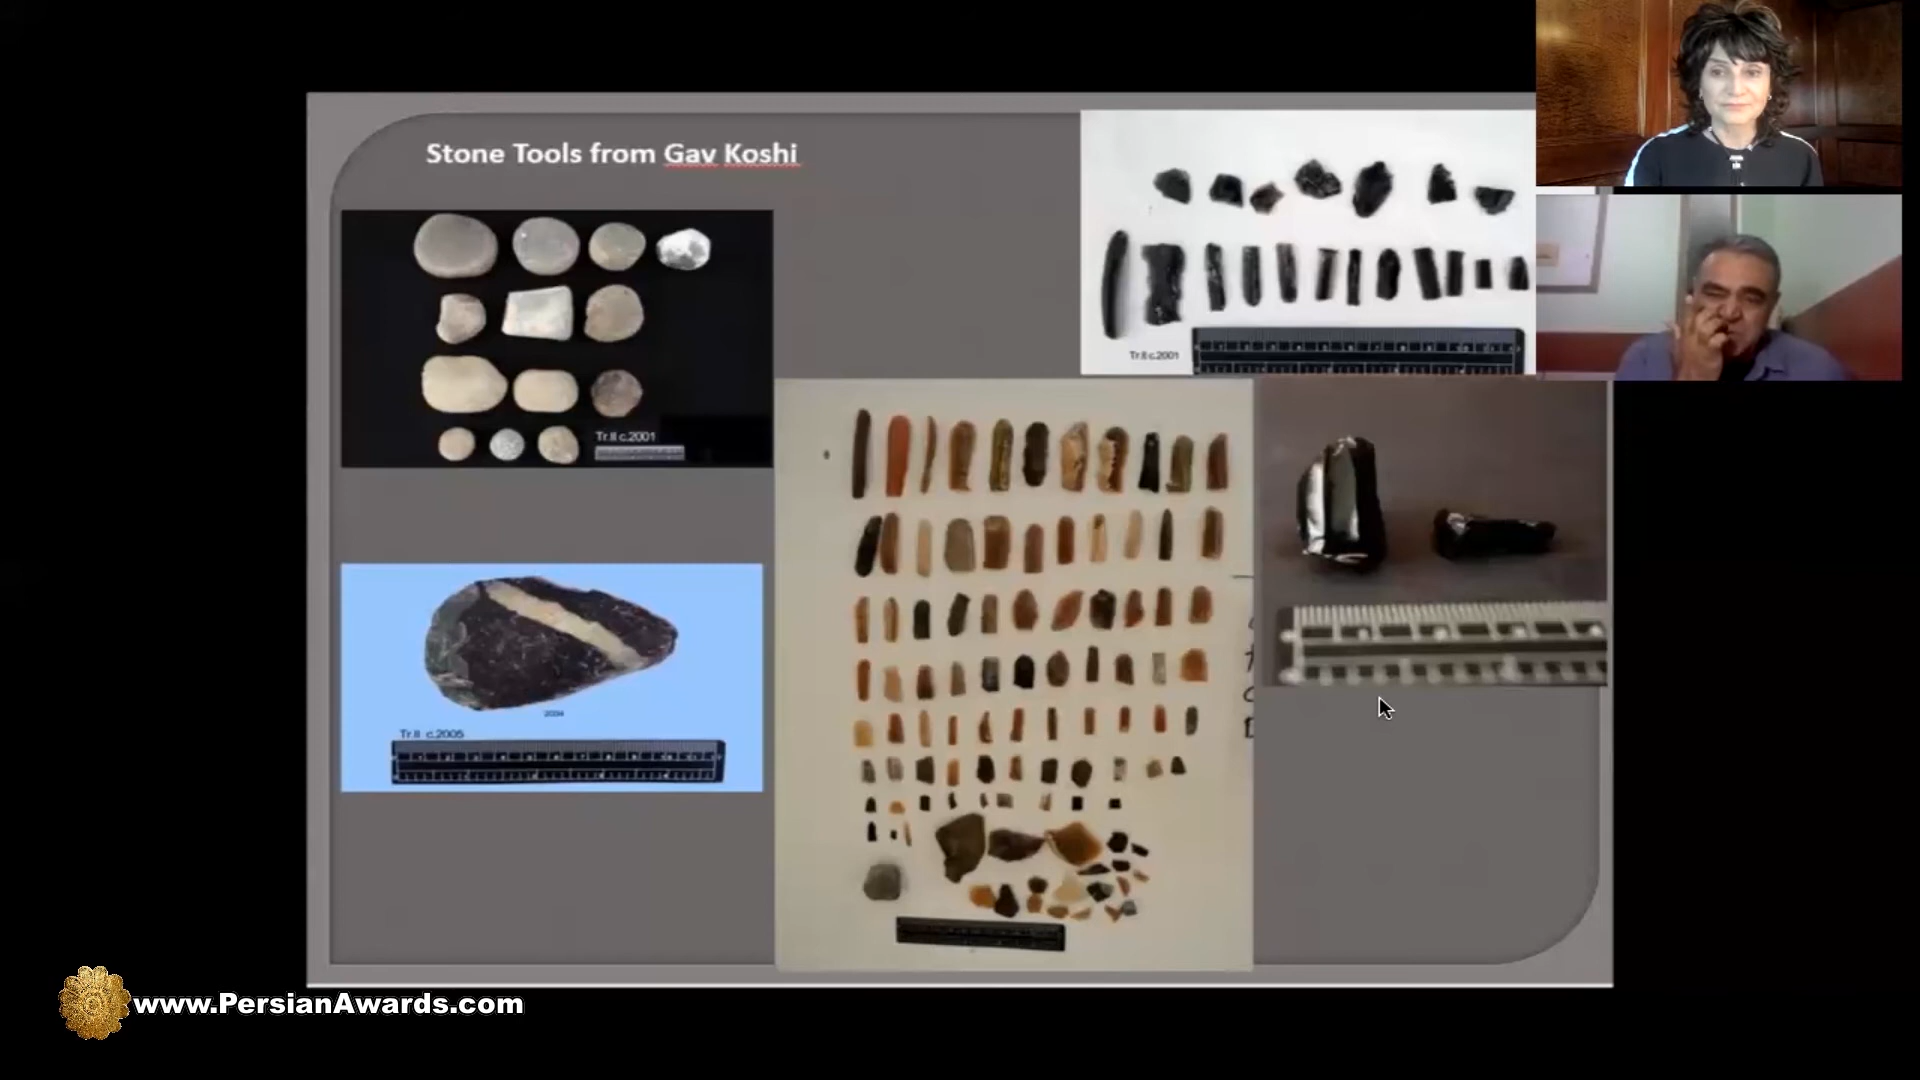 Stone Tools from Gav Koshi
Tr.II c.2001
Tr.II c.2001
2004
Tr.II c.2005
www.PersianAwards.com